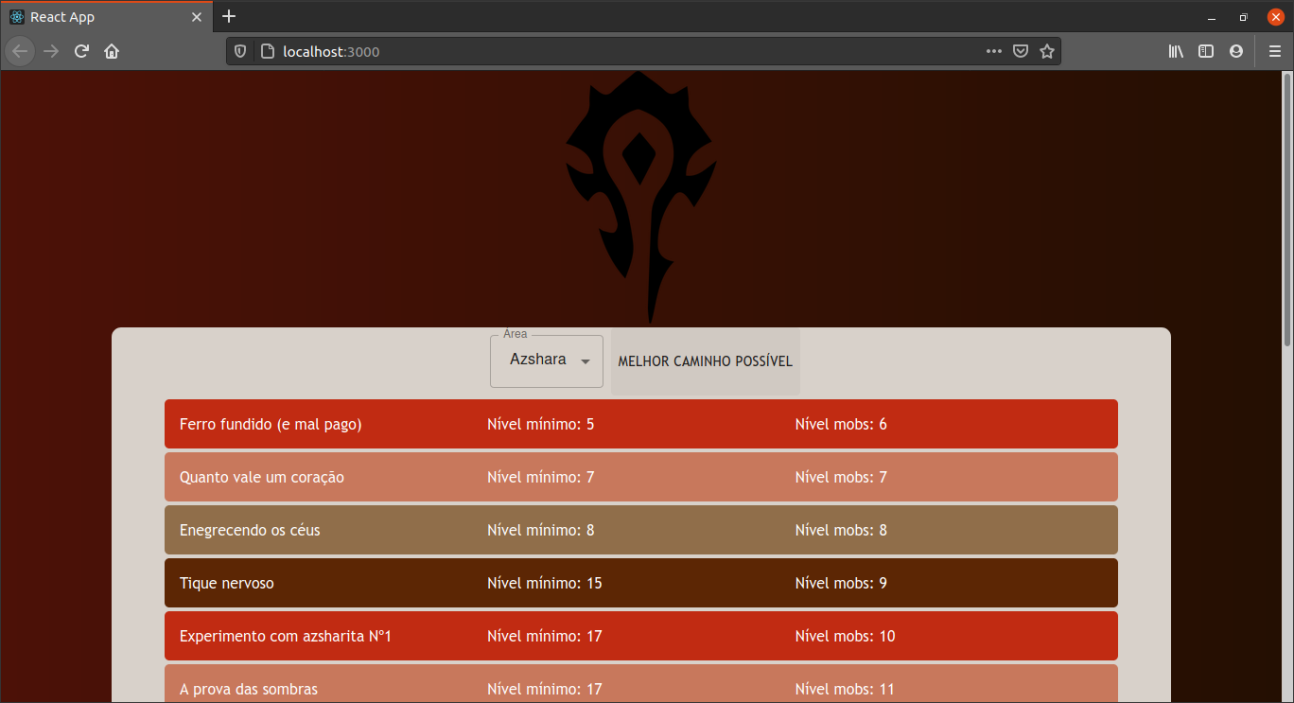 React App
localhost:3000
Área
Azshara
MELHOR CAMINHO POSSÍVEL
Ferro fundido (e mal pago) Nível mínimo: 5 Nível mobs: 6
Quanto vale um coração Nível mínimo: 7 Nível mobs: 7
Enegrecendo os céus Nível mínimo: 8 Nível mobs: 8
Tique nervoso Nível mínimo: 15 Nível mobs: 9
Experimento com azsharita Nº1 Nível mínimo: 17 Nível mobs: 10
A prova das sombras Nível mínimo: 17 Nível mobs: 11